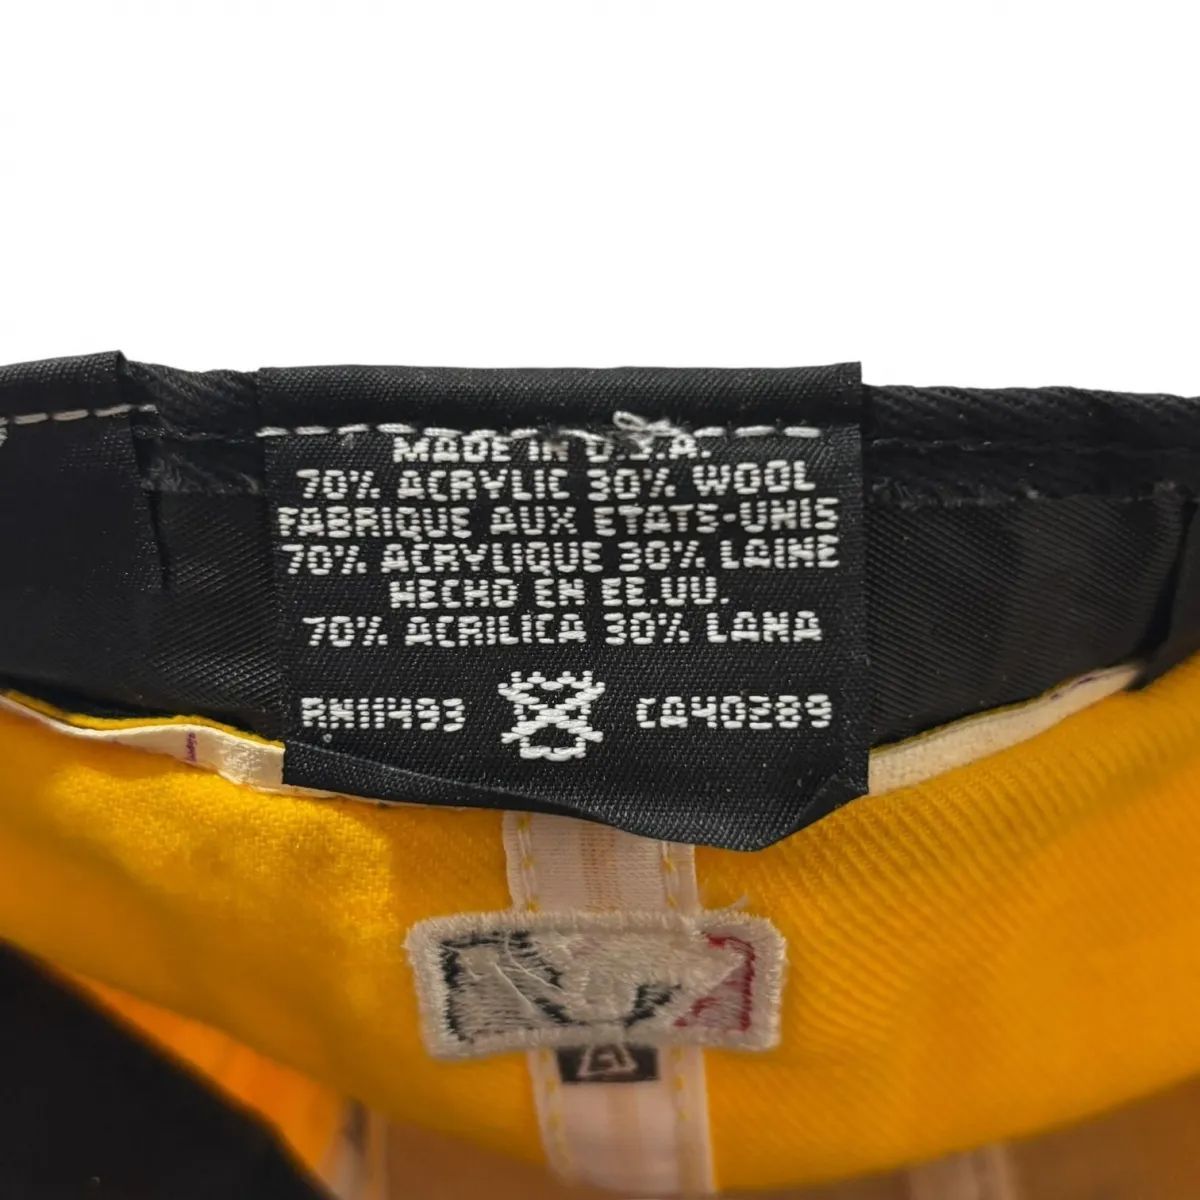 MADE IN U.S.A.
70% ACRYLIC 30% WOOL
FABRIQUE AUX ETATS-UNIS
70% ACRYLIQUE 30% LAINE
HECHO EN EE.UU.
70% ACRILICA 30% LANA
RN11493 CA40289